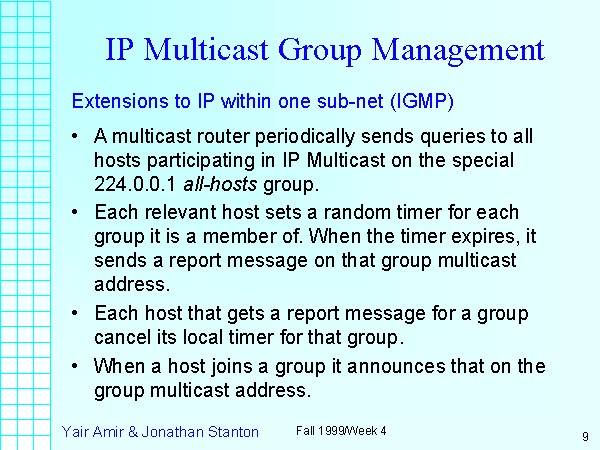 IP Multicast Group Management
Extensions to IP within one sub-net (IGMP)
• A multicast router periodically sends queries to all
hosts participating in IP Multicast on the special
224.0.0.1 all-hosts group.
• Each relevant host sets a random timer for each
group it is a member of. When the timer expires, it
sends a report message on that group multicast
address.
• Each host that gets a report message for a group
cancel its local timer for that group.
• When a host joins a group it announces that on the
group multicast address.
Yair Amir & Jonathan Stanton
Fall 1999/Week 4
9